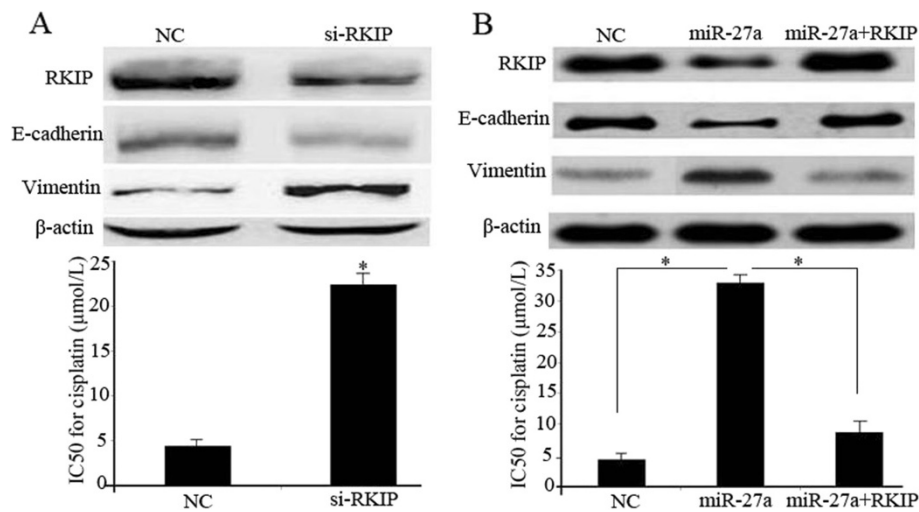 A
NC si-RKIP
RKIP
E-cadherin
Vimentin
β-actin
25
20
15
10
5
0
IC50 for cisplatin (µmol/L)
*
NC si-RKIP
B
NC miR-27a miR-27a+RKIP
RKIP
E-cadherin
Vimentin
β-actin
35
30
25
20
15
10
5
0
IC50 for cisplatin (µmol/L)
* *
NC miR-27a miR-27a+RKIP